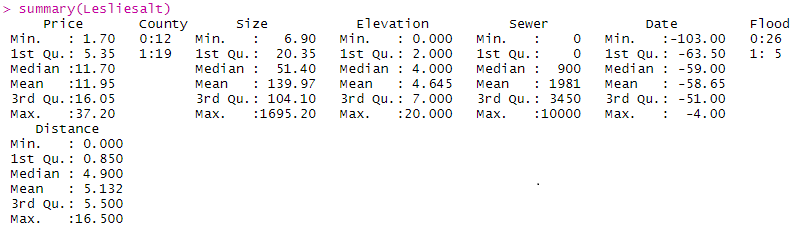 > summary(Lesliesalt)
     Price       County      Size           Elevation          Sewer            Date         Flood
 Min.   : 1.70   0:12   Min.   :   6.90   Min.   : 0.000   Min.   :    0   Min.   :-103.00   0:26
 1st Qu.: 5.35   1:19   1st Qu.:  20.35   1st Qu.: 2.000   1st Qu.:    0   1st Qu.: -63.50   1: 5
 Median :11.70          Median :  51.40   Median : 4.000   Median :  900   Median : -59.00
 Mean   :11.95          Mean   : 139.97   Mean   : 4.645   Mean   : 1981   Mean   : -58.65
 3rd Qu.:16.05          3rd Qu.: 104.10   3rd Qu.: 7.000   3rd Qu.: 3450   3rd Qu.: -51.00
 Max.   :37.20          Max.   :1695.20   Max.   :20.000   Max.   :10000   Max.   :  -4.00
    Distance
 Min.   : 0.000
 1st Qu.: 0.850
 Median : 4.900
 Mean   : 5.132
 3rd Qu.: 5.500
 Max.   :16.500